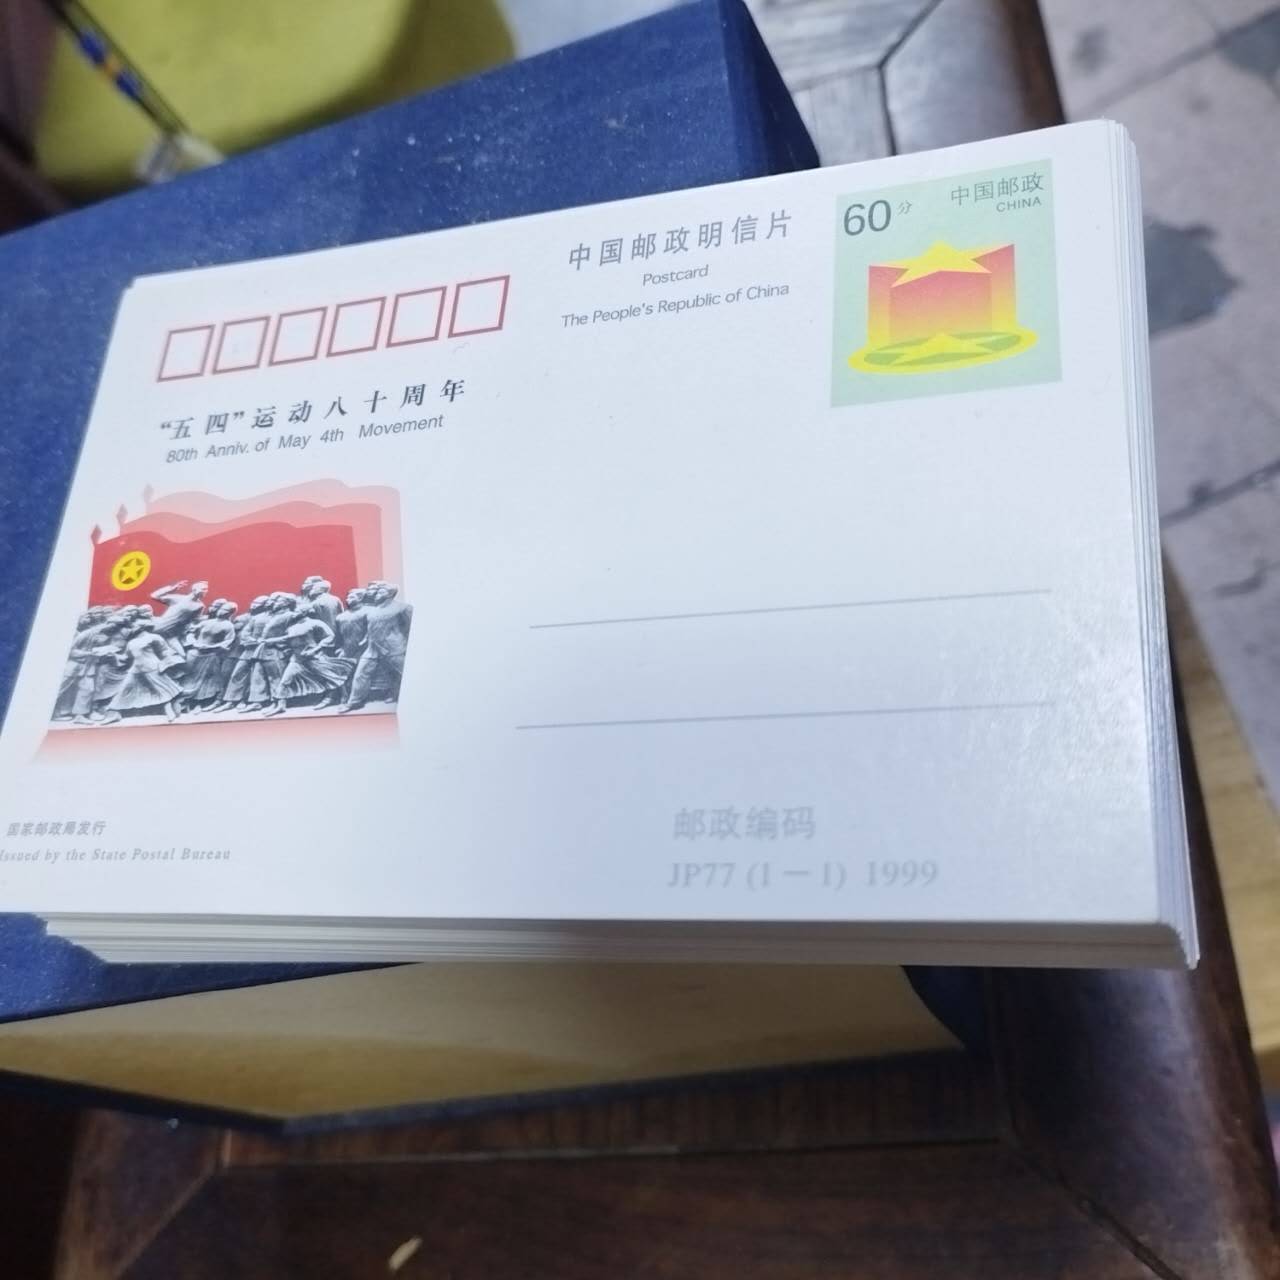 中国邮政明信片
Postcard
The People's Republic of China
60分
中国邮政
CHINA
“五四”运动八十周年
80th Anniv. of May 4th Movement
国家邮政局发行
Issued by the State Postal Bureau
邮政编码
JP77 (1－1) 1999